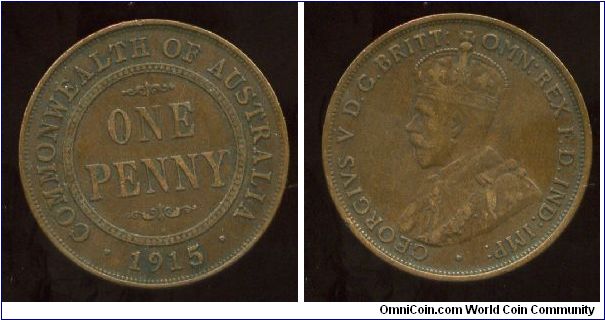 COMMONWEALTH OF AUSTRALIA
ONE
PENNY
· 1915 ·
GEORGIVS V D.G. BRITT: OMN: REX F.D. IND: IMP:
OmniCoin.com World Coin Community